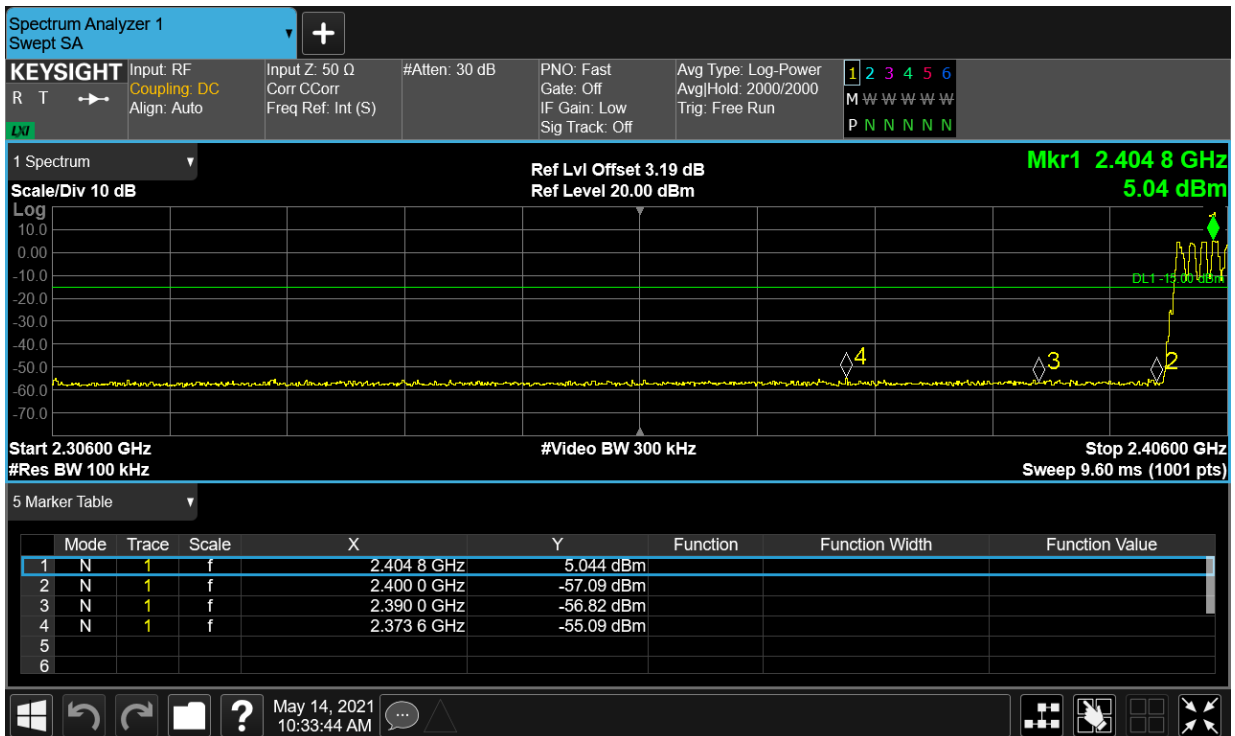 Spectrum Analyzer 1
Swept SA
+
KEYSIGHT Input: RF Input Z: 50 Ω #Atten: 30 dB PNO: Fast Avg Type: Log-Power 1 2 3 4 5 6
R T Coupling: DC Corr CCorr Gate: Off Avg|Hold: 2000/2000 M W W W W W
Align: Auto Freq Ref: Int (S) IF Gain: Low Trig: Free Run
LXI Sig Track: Off P N N N N N
1 Spectrum Ref Lvl Offset 3.19 dB Mkr1 2.404 8 GHz
Scale/Div 10 dB Ref Level 20.00 dBm 5.04 dBm
Log
10.0
0.00
-10.0
DL1 -15.00 dBm
-20.0
-30.0
-40.0
4 3 2
-50.0
-60.0
-70.0
Start 2.30600 GHz #Video BW 300 kHz Stop 2.40600 GHz
#Res BW 100 kHz Sweep 9.60 ms (1001 pts)
5 Marker Table
Mode Trace Scale X Y Function Function Width Function Value
1 N 1 f 2.404 8 GHz 5.044 dBm
2 N 1 f 2.400 0 GHz -57.09 dBm
3 N 1 f 2.390 0 GHz -56.82 dBm
4 N 1 f 2.373 6 GHz -55.09 dBm
5
6
? May 14, 2021
10:33:44 AM